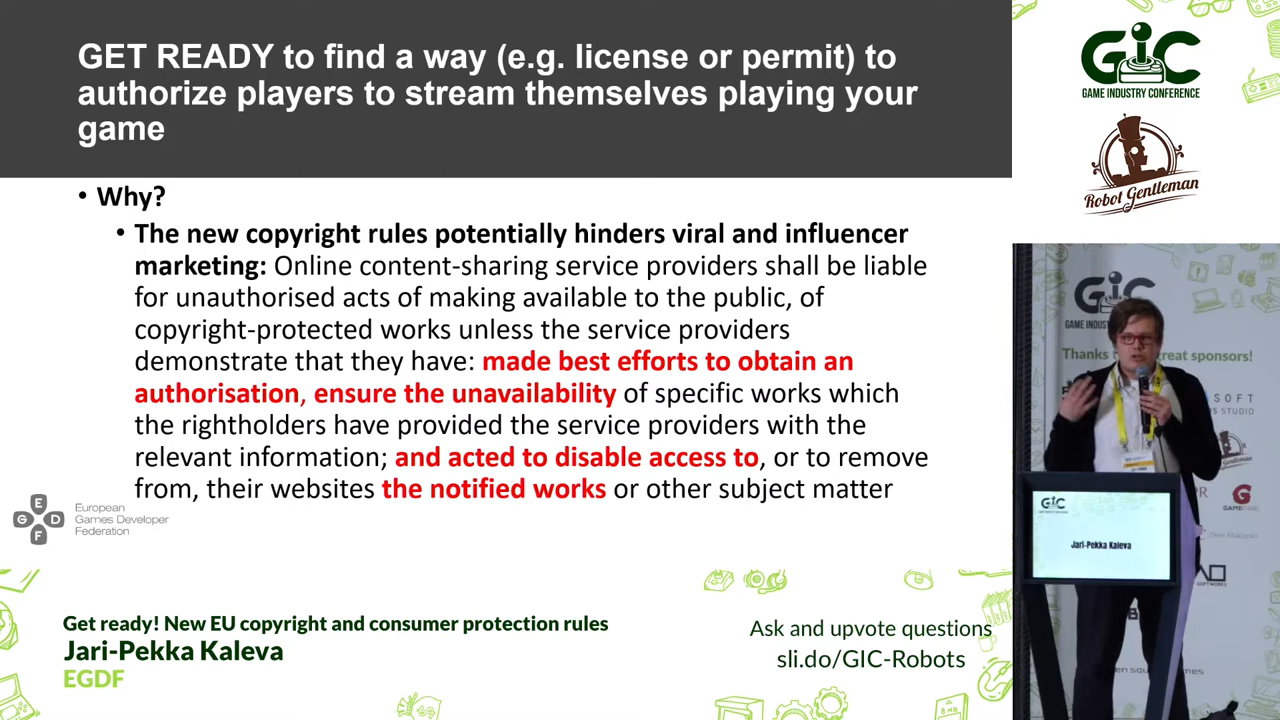 GET READY to find a way (e.g. license or permit) to
authorize players to stream themselves playing your
game
GIC
GAME INDUSTRY CONFERENCE
Robot Gentleman
• Why?
• The new copyright rules potentially hinders viral and influencer
marketing: Online content-sharing service providers shall be liable
for unauthorised acts of making available to the public, of
copyright-protected works unless the service providers
demonstrate that they have: made best efforts to obtain an
authorisation, ensure the unavailability of specific works which
the rightholders have provided the service providers with the
relevant information; and acted to disable access to, or to remove
from, their websites the notified works or other subject matter
EGDF
European
Games Developer
Federation
GIC
GAME INDUS
Thanks
great sponsors!
SOFT
STUDIO
GIC
Jari-Pekka Kaleva
Get ready! New EU copyright and consumer protection rules
Jari-Pekka Kaleva
EGDF
Ask and upvote questions
sli.do/GIC-Robots